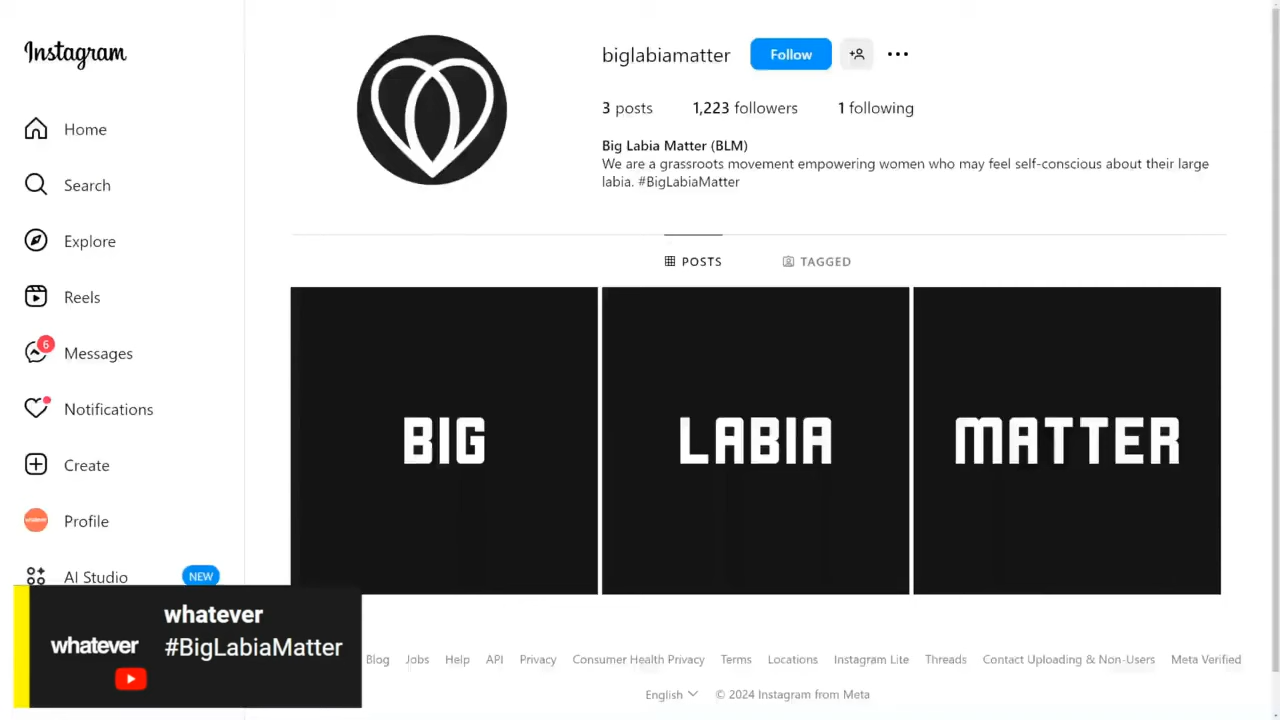 Instagram
Home
Search
Explore
Reels
6
Messages
Notifications
Create
Profile
AI Studio NEW
biglabiamatter Follow
3 posts 1,223 followers 1 following
Big Labia Matter (BLM)
We are a grassroots movement empowering women who may feel self-conscious about their large
labia. #BigLabiaMatter
POSTS TAGGED
BIG LABIA MATTER
whatever
whatever
#BigLabiaMatter
Blog Jobs Help API Privacy Consumer Health Privacy Terms Locations Instagram Lite Threads Contact Uploading & Non-Users Meta Verified
English © 2024 Instagram from Meta